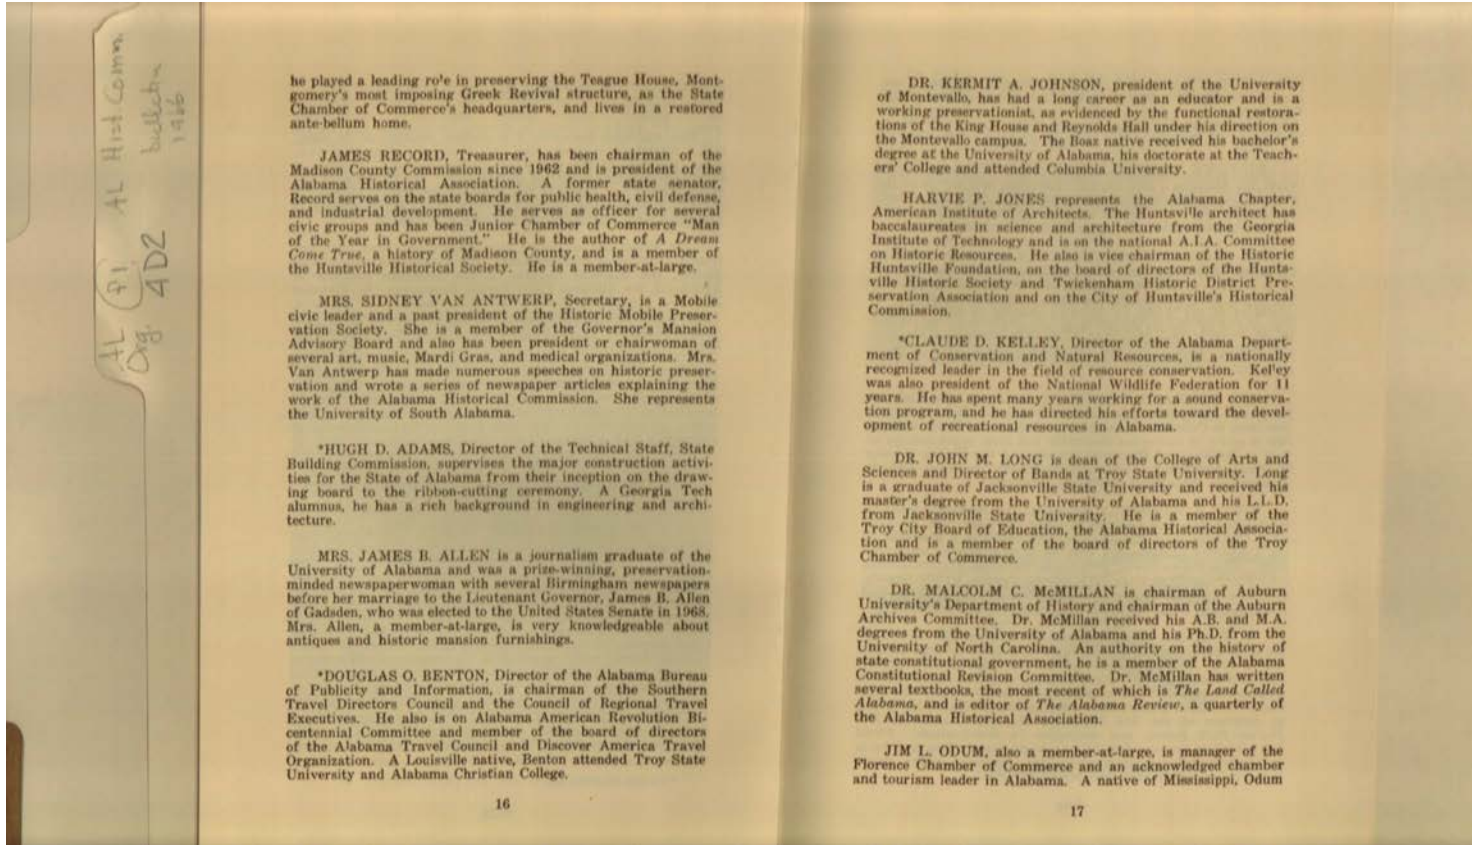 AL Hist Comm.
bulletin
1966
AL P.I.
Org. 4D2
he played a leading role in preserving the Teague House, Mont-
gomery's most imposing Greek Revival structure, as the State
Chamber of Commerce's headquarters, and lives in a restored
ante-bellum home.
JAMES RECORD, Treasurer, has been chairman of the
Madison County Commission since 1962 and is president of the
Alabama Historical Association. A former state senator,
Record serves on the state boards for public health, civil defense,
and industrial development. He serves as officer for several
civic groups and has been Junior Chamber of Commerce "Man
of the Year in Government." He is the author of A Dream
Come True, a history of Madison County, and is a member of
the Huntsville Historical Society. He is a member-at-large.
MRS. SIDNEY VAN ANTWERP, Secretary, is a Mobile
civic leader and a past president of the Historic Mobile Preser-
vation Society. She is a member of the Governor's Mansion
Advisory Board and also has been president or chairwoman of
several art, music, Mardi Gras, and medical organizations. Mrs.
Van Antwerp has made numerous speeches on historic preser-
vation and wrote a series of newspaper articles explaining the
work of the Alabama Historical Commission. She represents
the University of South Alabama.
*HUGH D. ADAMS, Director of the Technical Staff, State
Building Commission, supervises the major construction activi-
ties for the State of Alabama from their inception on the draw-
ing board to the ribbon-cutting ceremony. A Georgia Tech
alumnus, he has a rich background in engineering and archi-
tecture.
MRS. JAMES B. ALLEN is a journalism graduate of the
University of Alabama and was a prize-winning, preservation-
minded newspaperwoman with several Birmingham newspapers
before her marriage to the Lieutenant Governor, James B. Allen
of Gadsden, who was elected to the United States Senate in 1968.
Mrs. Allen, a member-at-large, is very knowledgeable about
antiques and historic mansion furnishings.
*DOUGLAS O. BENTON, Director of the Alabama Bureau
of Publicity and Information, is chairman of the Southern
Travel Directors Council and the Council of Regional Travel
Executives. He also is on Alabama American Revolution Bi-
centennial Committee and member of the board of directors
of the Alabama Travel Council and Discover America Travel
Organization. A Louisville native, Benton attended Troy State
University and Alabama Christian College.
16
DR. KERMIT A. JOHNSON, president of the University
of Montevallo, has had a long career as an educator and is a
working preservationist, as evidenced by the functional restora-
tions of the King House and Reynolds Hall under his direction on
the Montevallo campus. The Boaz native received his bachelor's
degree at the University of Alabama, his doctorate at the Teach-
ers' College and attended Columbia University.
HARVIE P. JONES represents the Alabama Chapter,
American Institute of Architects. The Huntsville architect has
baccalaureates in science and architecture from the Georgia
Institute of Technology and is on the national A.I.A. Committee
on Historic Resources. He also is vice chairman of the Historic
Huntsville Foundation, on the board of directors of the Hunts-
ville Historic Society and Twickenham Historic District Pre-
servation Association and on the City of Huntsville's Historical
Commission.
*CLAUDE D. KELLEY, Director of the Alabama Depart-
ment of Conservation and Natural Resources, is a nationally
recognized leader in the field of resource conservation. Kelley
was also president of the National Wildlife Federation for 11
years. He has spent many years working for a sound conserva-
tion program, and he has directed his efforts toward the devel-
opment of recreational resources in Alabama.
DR. JOHN M. LONG is dean of the College of Arts and
Sciences and Director of Bands at Troy State University. Long
is a graduate of Jacksonville State University and received his
master's degree from the University of Alabama and his L.L.D.
from Jacksonville State University. He is a member of the
Troy City Board of Education, the Alabama Historical Associa-
tion and is a member of the board of directors of the Troy
Chamber of Commerce.
DR. MALCOLM C. McMILLAN is chairman of Auburn
University's Department of History and chairman of the Auburn
Archives Committee. Dr. McMillan received his A.B. and M.A.
degrees from the University of Alabama and his Ph.D. from the
University of North Carolina. An authority on the history of
state constitutional government, he is a member of the Alabama
Constitutional Revision Committee. Dr. McMillan has written
several textbooks, the most recent of which is The Land Called
Alabama, and is editor of The Alabama Review, a quarterly of
the Alabama Historical Association.
JIM L. ODUM, also a member-at-large, is manager of the
Florence Chamber of Commerce and an acknowledged chamber
and tourism leader in Alabama. A native of Mississippi, Odum
17